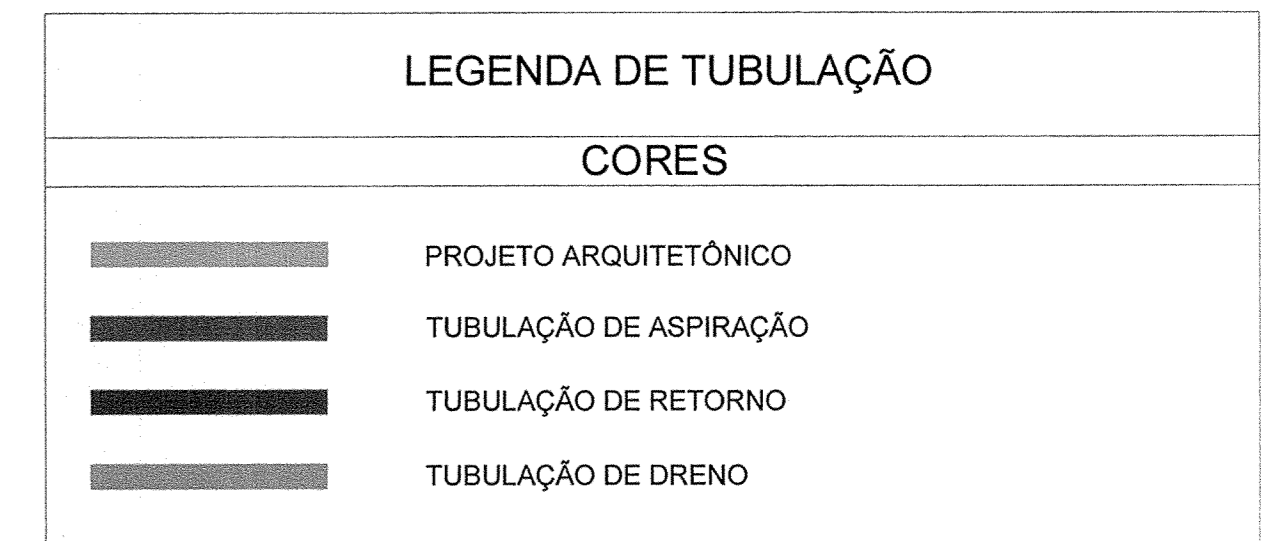 LEGENDA DE TUBULAÇÃO
CORES
PROJETO ARQUITETÔNICO
TUBULAÇÃO DE ASPIRAÇÃO
TUBULAÇÃO DE RETORNO
TUBULAÇÃO DE DRENO